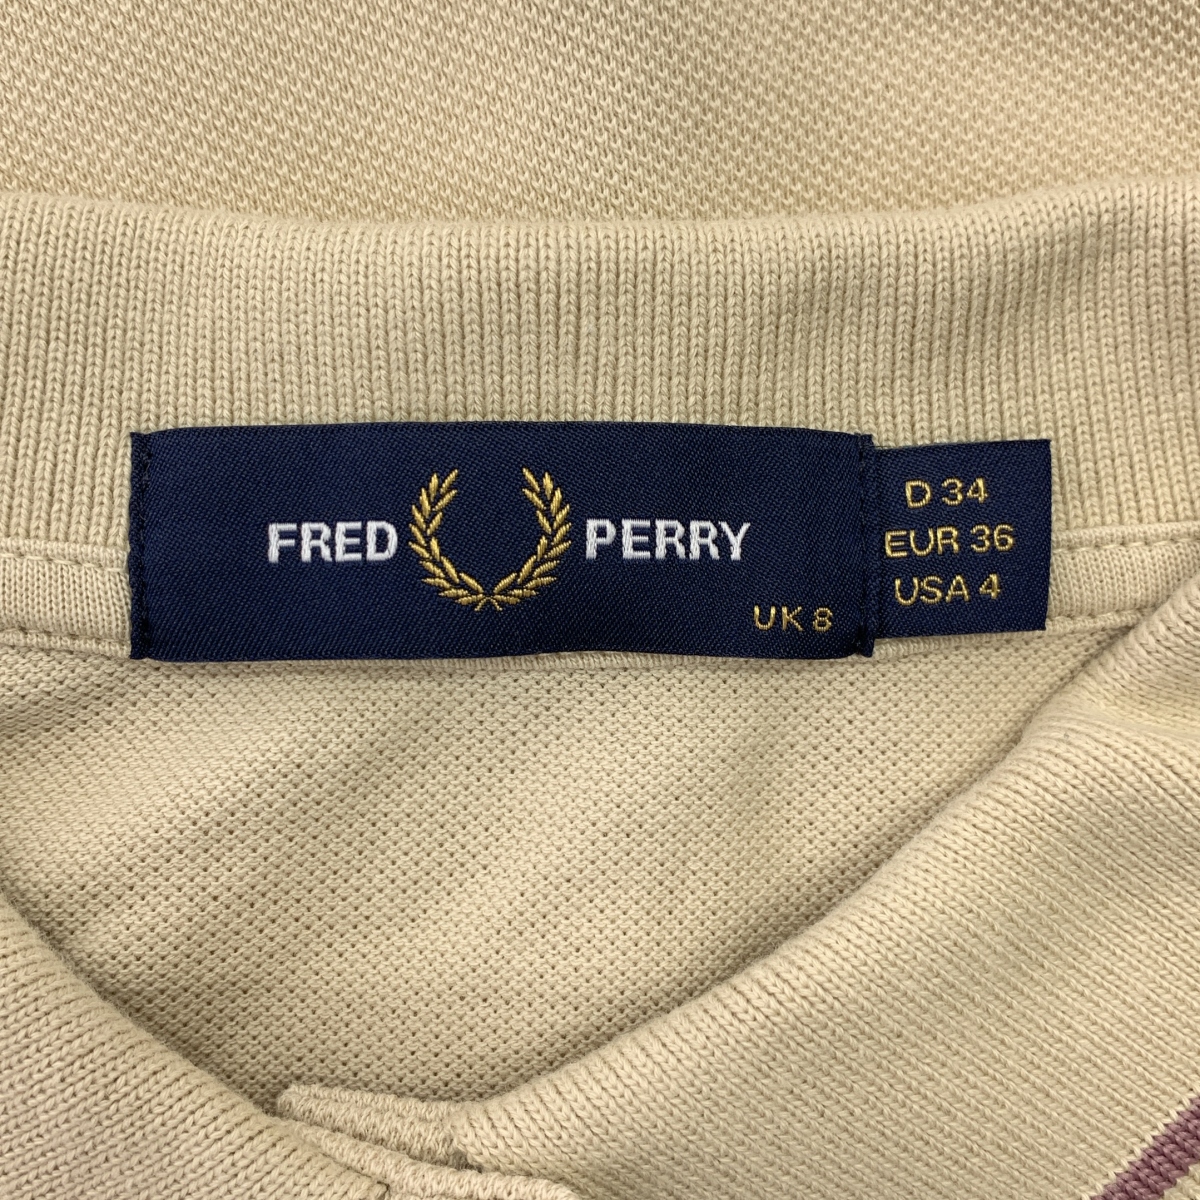 FRED PERRY
UK 8
D 34
EUR 36
USA 4